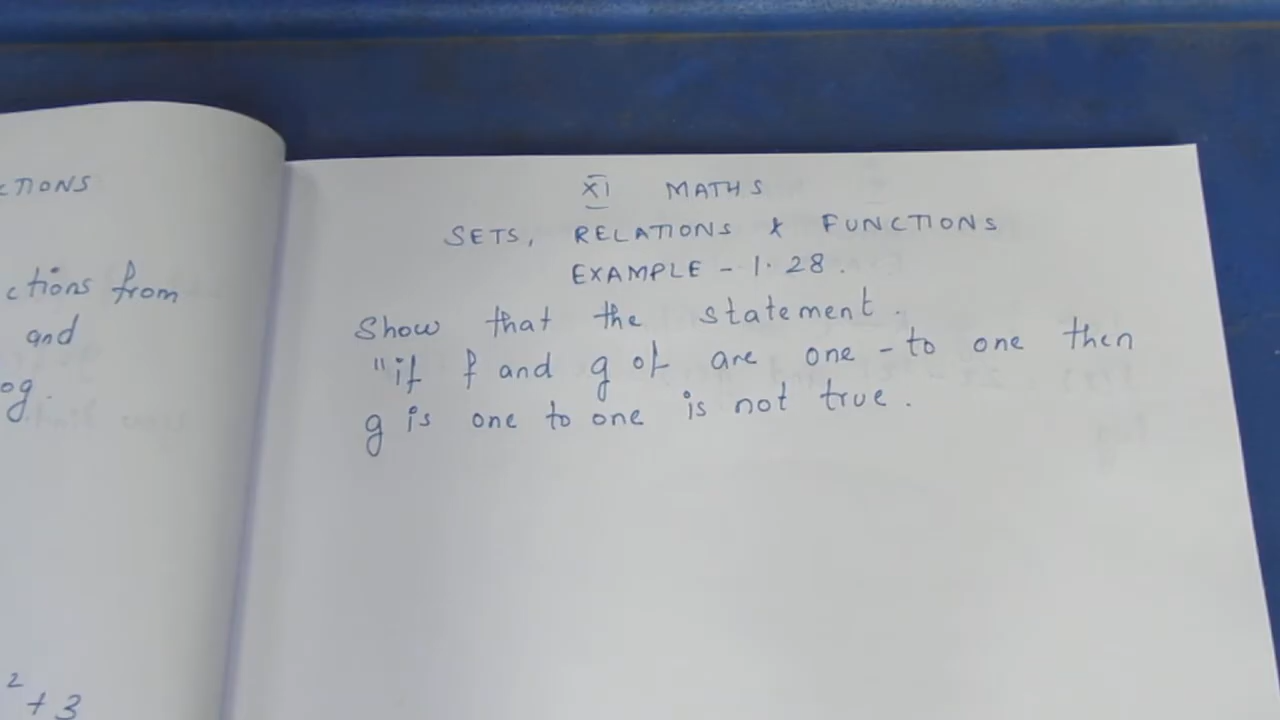 CTIONS
ctions from
and
og.
2
+ 3
XI MATHS
SETS, RELATIONS & FUNCTIONS
EXAMPLE - 1.28.
Show that the statement.
"if f and g of are one - to one then
g is one to one is not true.